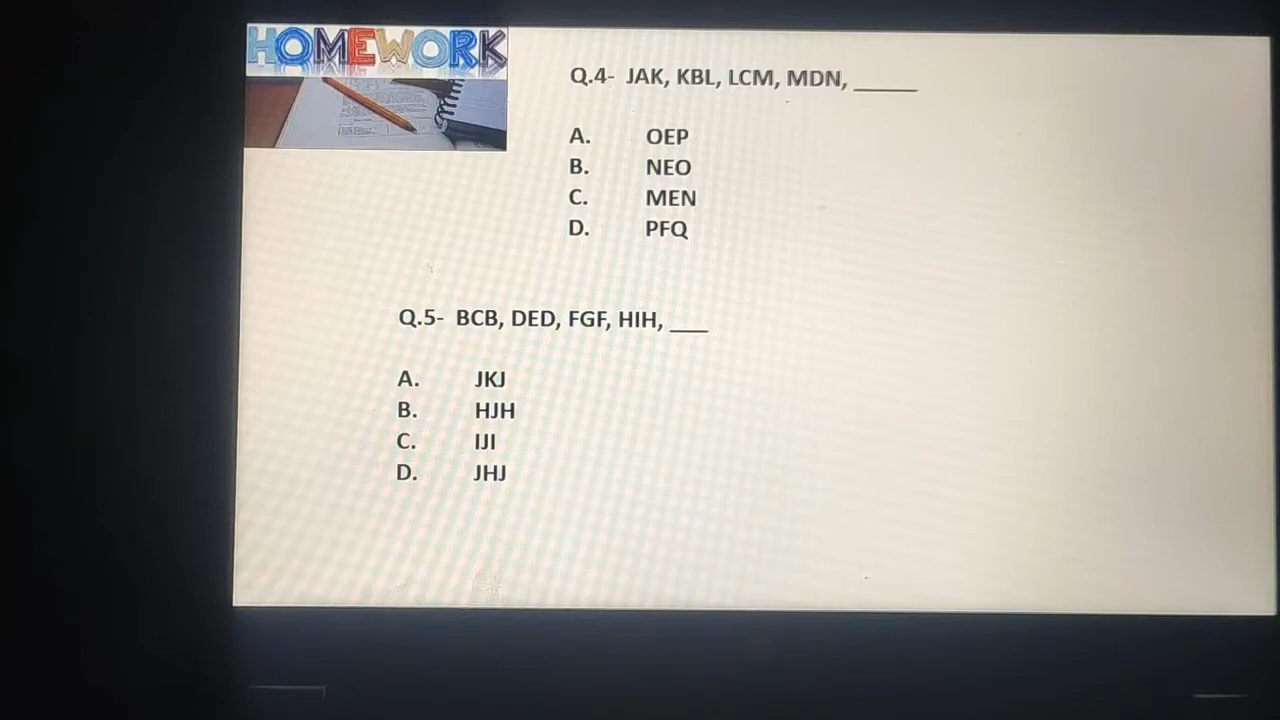 HOMEWORK
Q.4- JAK, KBL, LCM, MDN, _____
A. OEP
B. NEO
C. MEN
D. PFQ
Q.5- BCB, DED, FGF, HIH, ___
A. JKJ
B. HJH
C. IJI
D. JHJ